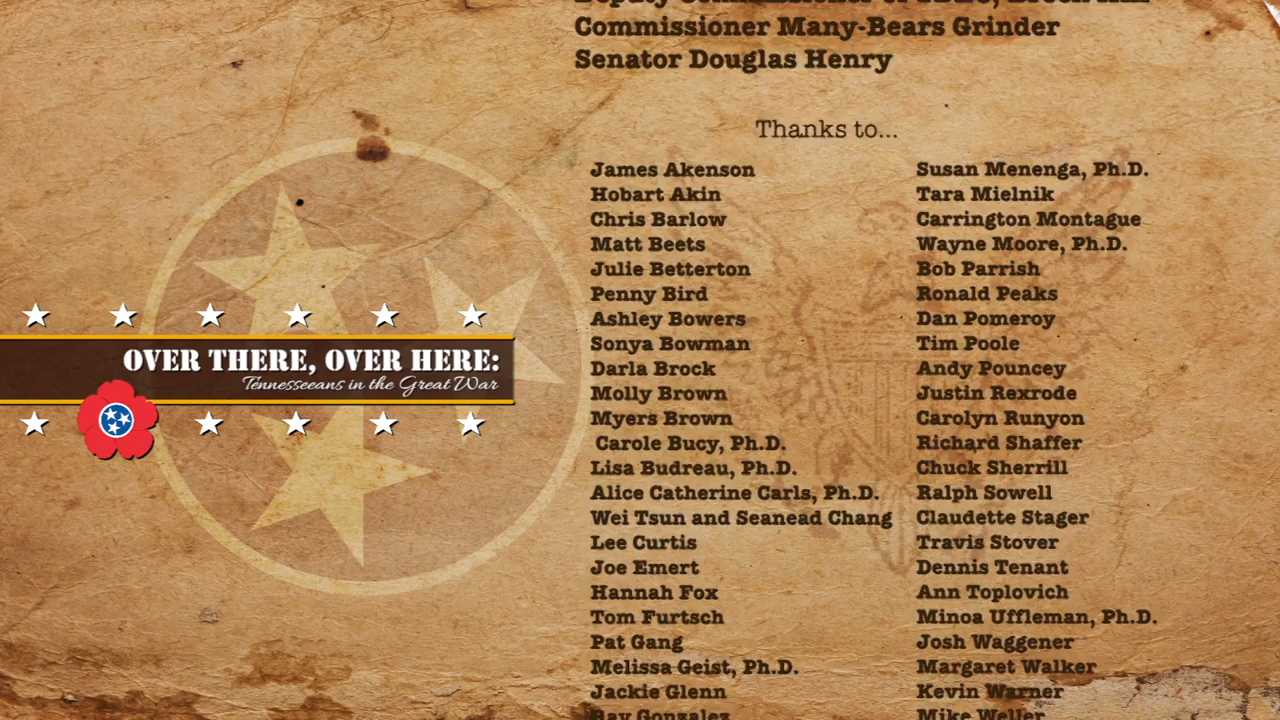 Commissioner Many-Bears Grinder
Senator Douglas Henry
Thanks to...
James Akenson
Hobart Akin
Chris Barlow
Matt Beets
Julie Betterton
Penny Bird
Ashley Bowers
Sonya Bowman
Darla Brock
Molly Brown
Myers Brown
Carole Bucy, Ph.D.
Lisa Budreau, Ph.D.
Alice Catherine Carls, Ph.D.
Wei Tsun and Seanead Chang
Lee Curtis
Joe Emert
Hannah Fox
Tom Furtsch
Pat Gang
Melissa Geist, Ph.D.
Jackie Glenn
Ray Gonzalez
Susan Menenga, Ph.D.
Tara Mielnik
Carrington Montague
Wayne Moore, Ph.D.
Bob Parrish
Ronald Peaks
Dan Pomeroy
Tim Poole
Andy Pouncey
Justin Rexrode
Carolyn Runyon
Richard Shaffer
Chuck Sherrill
Ralph Sowell
Claudette Stager
Travis Stover
Dennis Tenant
Ann Toplovich
Minoa Uffleman, Ph.D.
Josh Waggener
Margaret Walker
Kevin Warner
Mike Weller
OVER THERE, OVER HERE:
Tennesseeans in the Great War